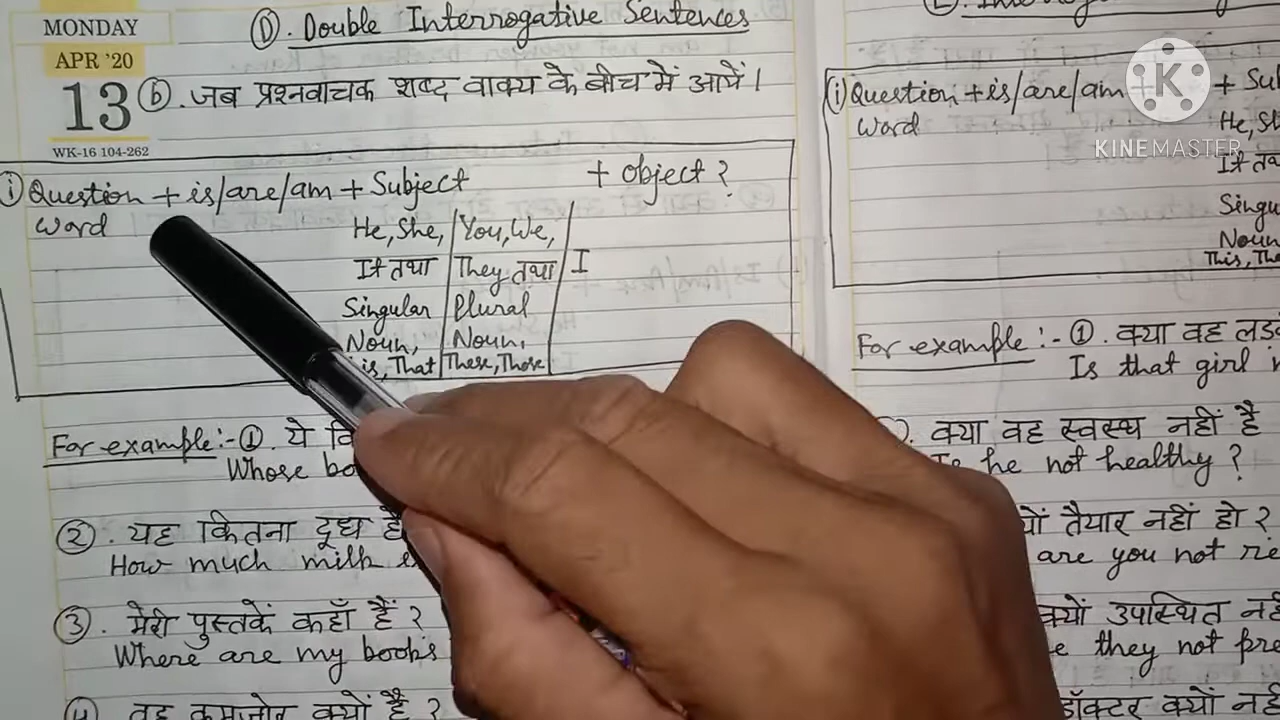 MONDAY
APR '20
13
WK-16 104-262
(D). Double Interrogative Sentences
(b). जब प्रश्नवाचक शब्द वाक्य के बीच में आयें।
(i) Question + is/are/am + Subject + object?
Word
He, She, You, We,
It तथा They तथा I
Singular Plural
Noun, Noun,
is, That These, Those
For example:- (1). ये
Whose
(2). यह कितना दूध है
How much milk
(3). मेरी पुस्तकें कहाँ हैं?
Where are my books
(4). वह कमजोर क्यों है?
(i) Question + is/are/am + Su
Word
He, S
It तथा
Singu
Noun
This, Th
KINEMASTER
For example:- (1). क्या वह
Is that girl
क्या वह स्वस्थ नहीं है
Is he not healthy?
तैयार नहीं हो?
are you not re
क्यों उपस्थित नहीं
they not pre
डॉक्टर क्यों नहीं